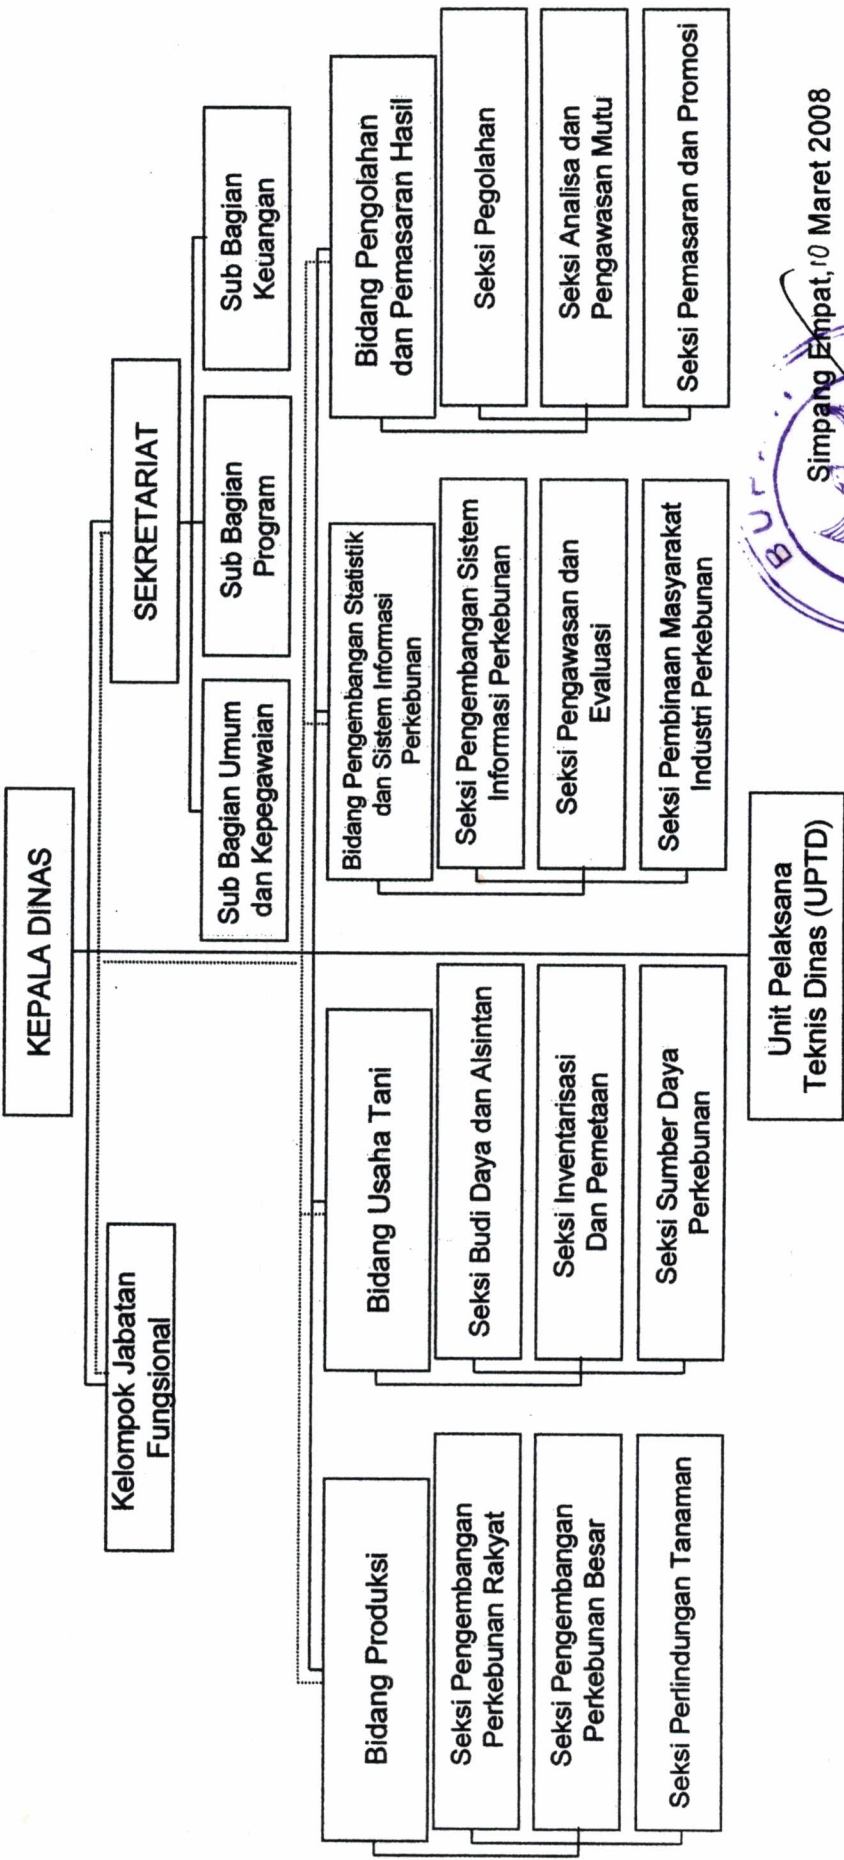 KEPALA DINAS
Kelompok Jabatan
Fungsional
SEKRETARIAT
Sub Bagian Umum
dan Kepegawaian
Sub Bagian
Program
Sub Bagian
Keuangan
Bidang Produksi
Seksi Pengembangan
Perkebunan Rakyat
Seksi Pengembangan
Perkebunan Besar
Seksi Perlindungan Tanaman
Bidang Usaha Tani
Seksi Budi Daya dan Alsintan
Seksi Inventarisasi
Dan Pemetaan
Seksi Sumber Daya
Perkebunan
Bidang Pengembangan Statistik
dan Sistem Informasi
Perkebunan
Seksi Pengembangan Sistem
Informasi Perkebunan
Seksi Pengawasan dan
Evaluasi
Seksi Pembinaan Masyarakat
Industri Perkebunan
Bidang Pengolahan
dan Pemasaran Hasil
Seksi Pegolahan
Seksi Analisa dan
Pengawasan Mutu
Seksi Pemasaran dan Promosi
Unit Pelaksana
Teknis Dinas (UPTD)
Simpang Empat, 10 Maret 2008